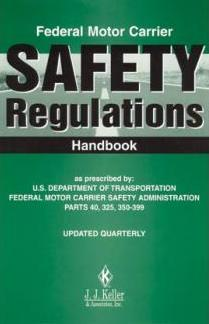 Federal Motor Carrier
SAFETY
Regulations
Handbook
as prescribed by:
U.S. DEPARTMENT OF TRANSPORTATION
FEDERAL MOTOR CARRIER SAFETY ADMINISTRATION
PARTS 40, 325, 350-399
UPDATED QUARTERLY
J. J. Keller
& Associates, Inc.